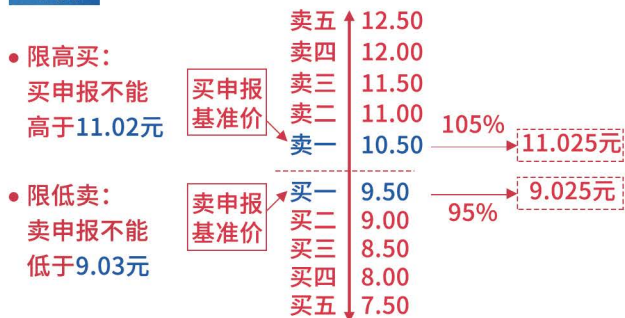 • 限高买：
买申报不能
高于11.02元
• 限低卖：
卖申报不能
低于9.03元
买申报
基准价
卖申报
基准价
卖五 12.50
卖四 12.00
卖三 11.50
卖二 11.00
卖一 10.50
买一 9.50
买二 9.00
买三 8.50
买四 8.00
买五 7.50
105%
11.025元
95%
9.025元